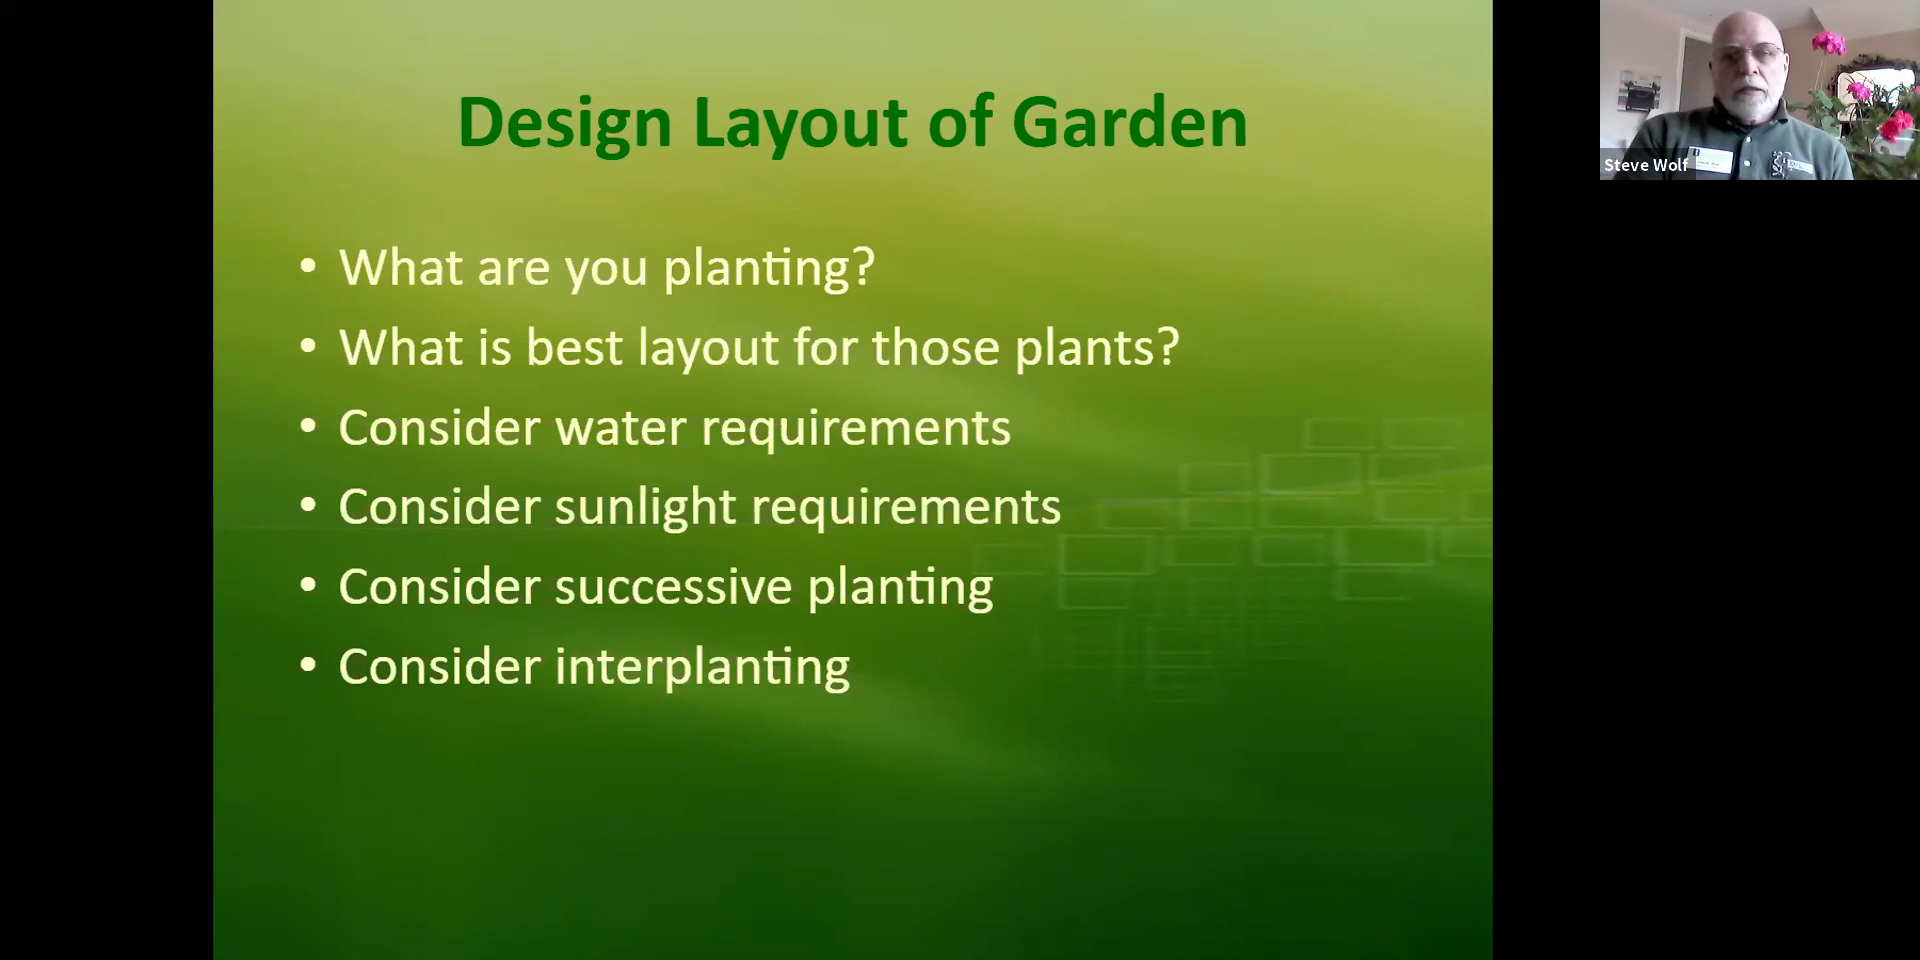 Design Layout of Garden
• What are you planting?
• What is best layout for those plants?
• Consider water requirements
• Consider sunlight requirements
• Consider successive planting
• Consider interplanting
Steve Wolf